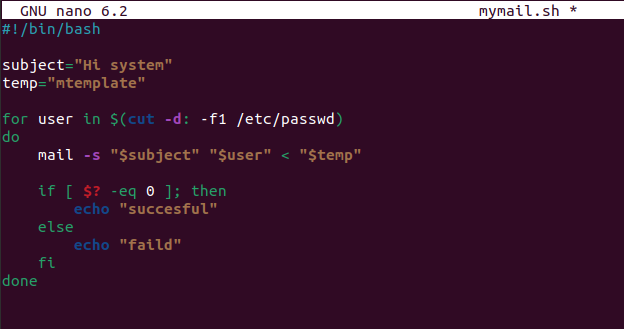 GNU nano 6.2 mymail.sh *
#!/bin/bash
subject="Hi system"
temp="mtemplate"
for user in $(cut -d: -f1 /etc/passwd)
do
mail -s "$subject" "$user" < "$temp"
if [ $? -eq 0 ]; then
echo "succesful"
else
echo "faild"
fi
done